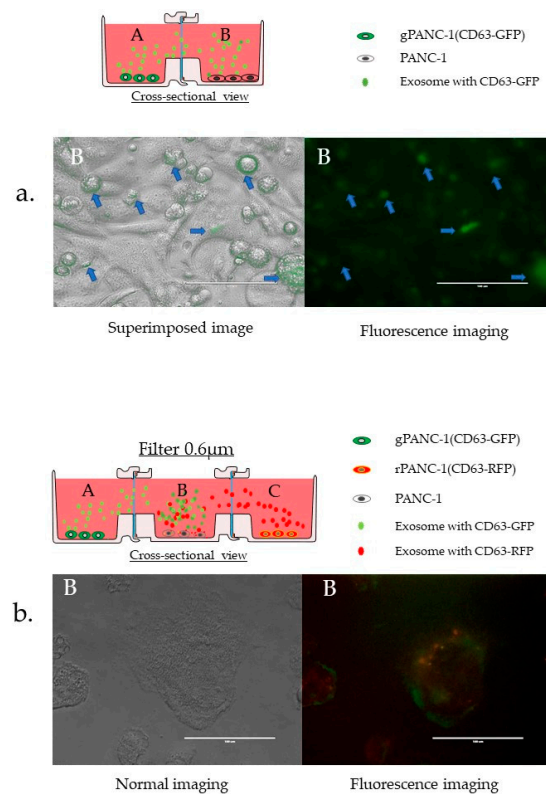 A
B
gPANC-1(CD63-GFP)
PANC-1
Exosome with CD63-GFP
Cross-sectional view
a.
B
B
Superimposed image
Fluorescence imaging
Filter 0.6μm
A
B
C
gPANC-1(CD63-GFP)
rPANC-1(CD63-RFP)
PANC-1
Exosome with CD63-GFP
Exosome with CD63-RFP
Cross-sectional view
b.
B
B
Normal imaging
Fluorescence imaging